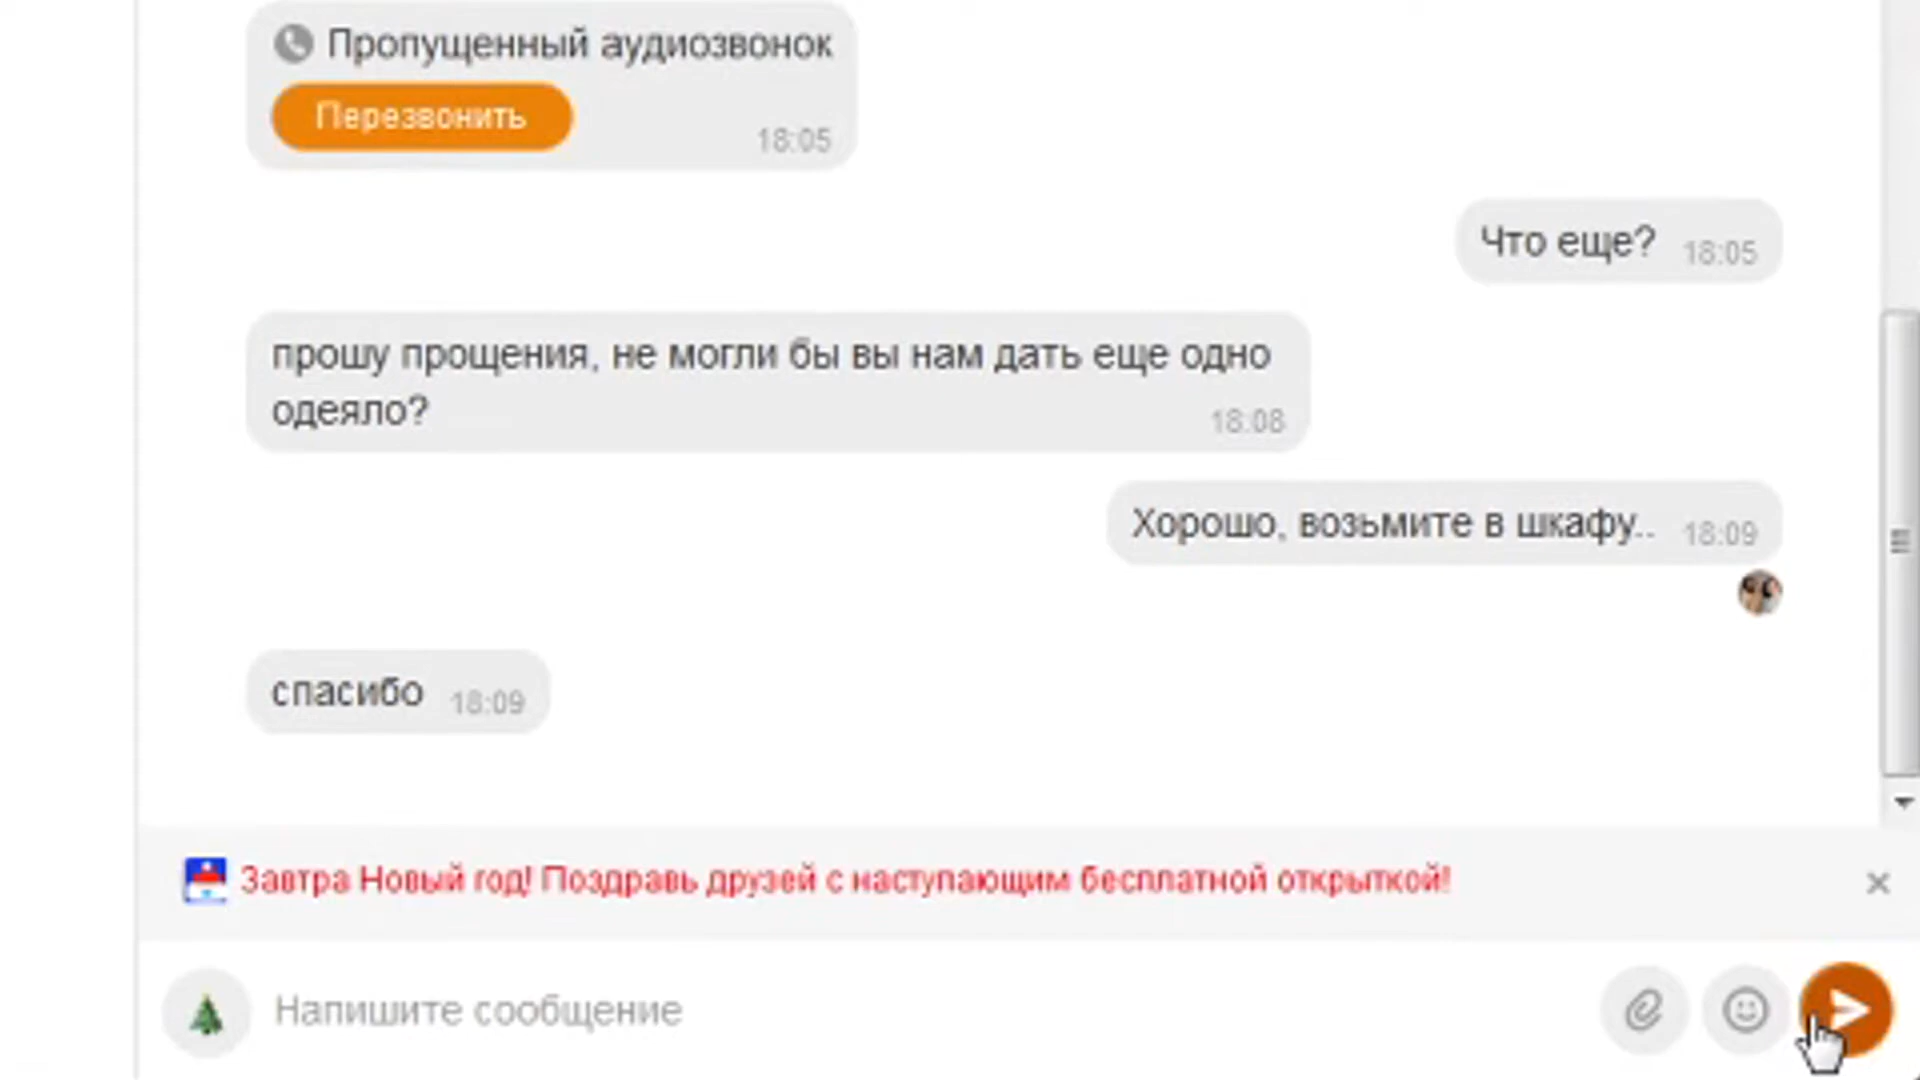 Пропущенный аудиозвонок
Перезвонить
18:05
Что еще? 18:05
прошу прощения, не могли бы вы нам дать еще одно
одеяло?
18:08
Хорошо, возьмите в шкафу.. 18:09
спасибо 18:09
Завтра Новый год! Поздравь друзей с наступающим бесплатной открыткой!
Напишите сообщение